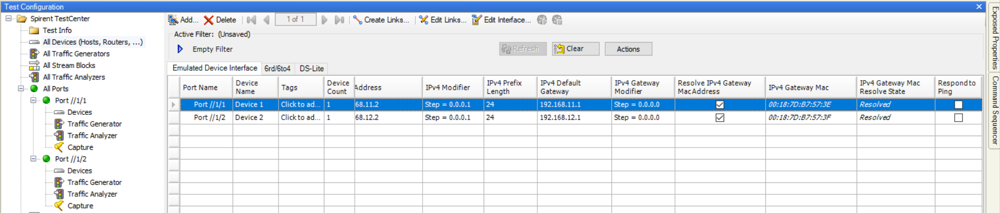 Test Configuration
Spirent TestCenter
Test Info
All Devices (Hosts, Routers, ...)
All Traffic Generators
All Stream Blocks
All Traffic Analyzers
All Ports
Port //1/1
Devices
Traffic Generator
Traffic Analyzer
Capture
Port //1/2
Devices
Traffic Generator
Traffic Analyzer
Capture
Add... Delete 1 of 1 Create Links... Edit Links... Edit Interface...
Active Filter: (Unsaved)
Empty Filter Refresh Clear Actions
Emulated Device Interface 6rd/6to4 DS-Lite
Port Name Device Name Tags Device Count Address IPv4 Modifier IPv4 Prefix Length IPv4 Default Gateway IPv4 Gateway Modifier Resolve IPv4 Gateway MacAddress IPv4 Gateway Mac IPv4 Gateway Mac Resolve State Respond to Ping
Port //1/1 Device 1 Click to ad... 1 68.11.2 Step = 0.0.0.1 24 192.168.11.1 Step = 0.0.0.0 00:18:7D:B7:57:3E Resolved
Port //1/2 Device 2 Click to ad... 1 68.12.2 Step = 0.0.0.1 24 192.168.12.1 Step = 0.0.0.0 00:18:7D:B7:57:3F Resolved
Exposed Properties
Command Sequencer